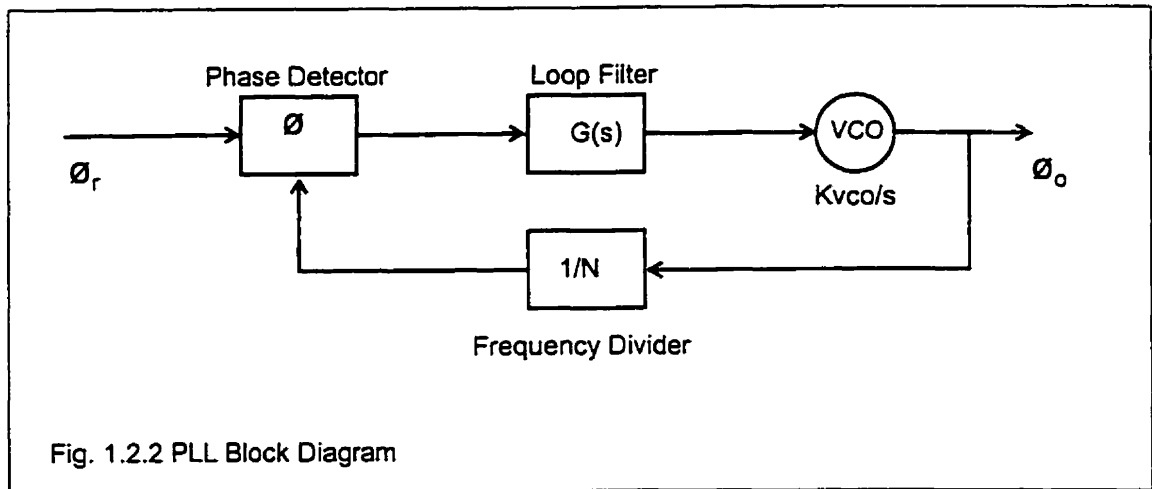 Phase Detector
Loop Filter
Ø
G(s)
VCO
Ør
Øo
Kvco/s
1/N
Frequency Divider
Fig. 1.2.2 PLL Block Diagram